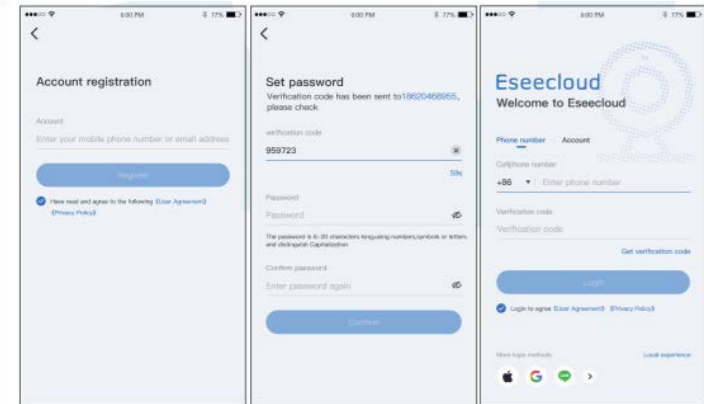 6:00 PM
77%
Account registration
Account
Enter your mobile phone number or email address
Register
Have read and agree to the following 《User Agreement》
《Privacy Policy》
6:00 PM
77%
Set password
Verification code has been sent to18620468955,
please check
verification code
959723
59s
Password
Password
The password is 6-20 characters long,using numbers,symbols or letters
and distinguish Capitalization
Confirm password
Enter password again
Confirm
6:00 PM
77%
Eseecloud
Welcome to Eseecloud
Phone number Account
Cellphone number
+86 Enter phone number
Verification code
Verification code
Get verification code
Login
Login to agree 《User Agreement》 《Privacy Policy》
More login methods Local experience